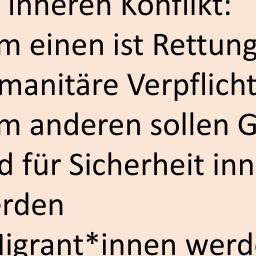 inneren Konflikt:
m einen ist Rettung
manitäre Verpflicht
m anderen sollen G
d für Sicherheit inn
rden
igrant*innen werd